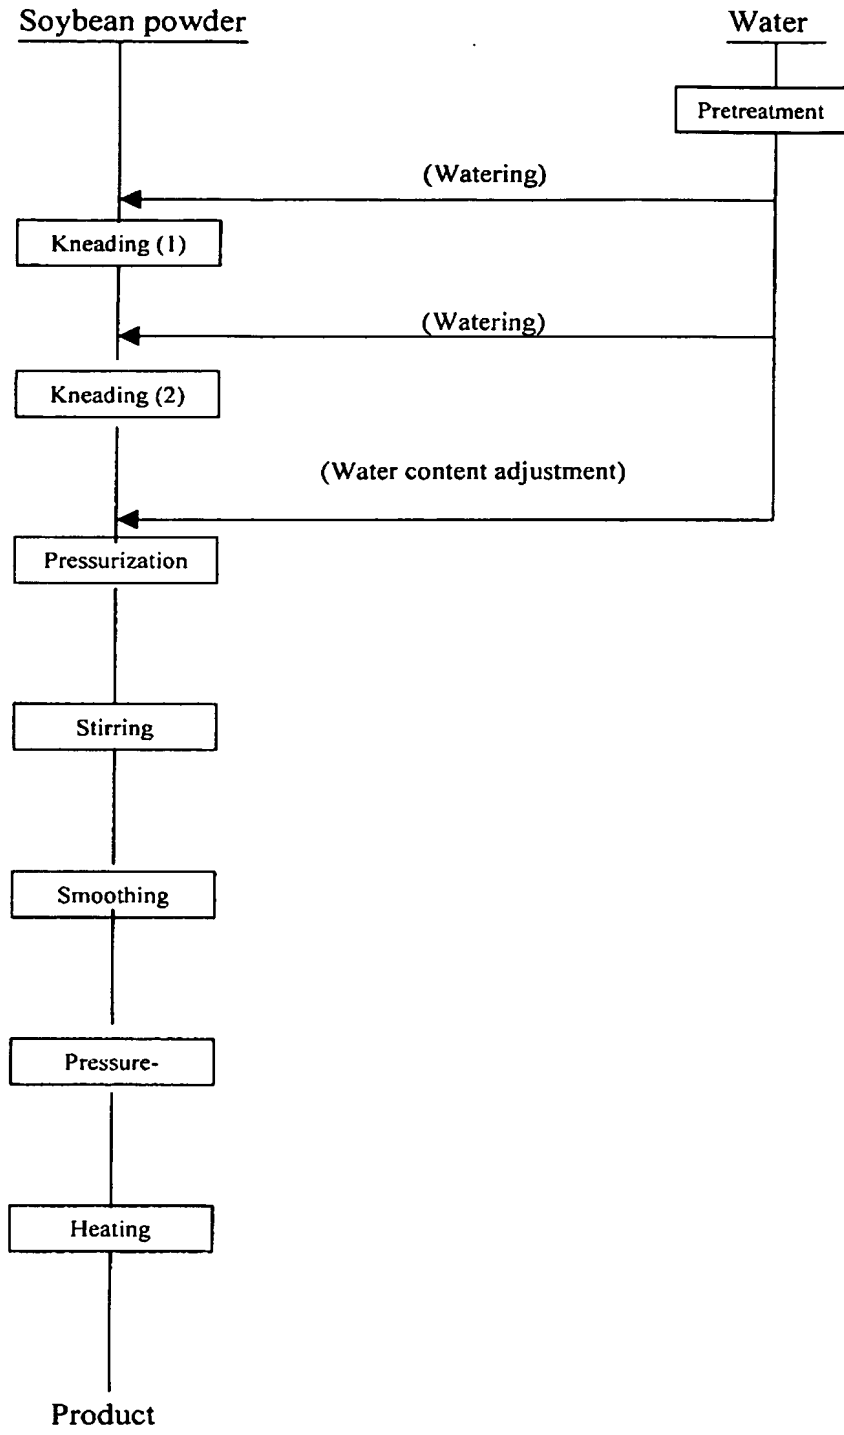 Soybean powder
Water
Pretreatment
(Watering)
Kneading (1)
(Watering)
Kneading (2)
(Water content adjustment)
Pressurization
Stirring
Smoothing
Pressure-
Heating
Product